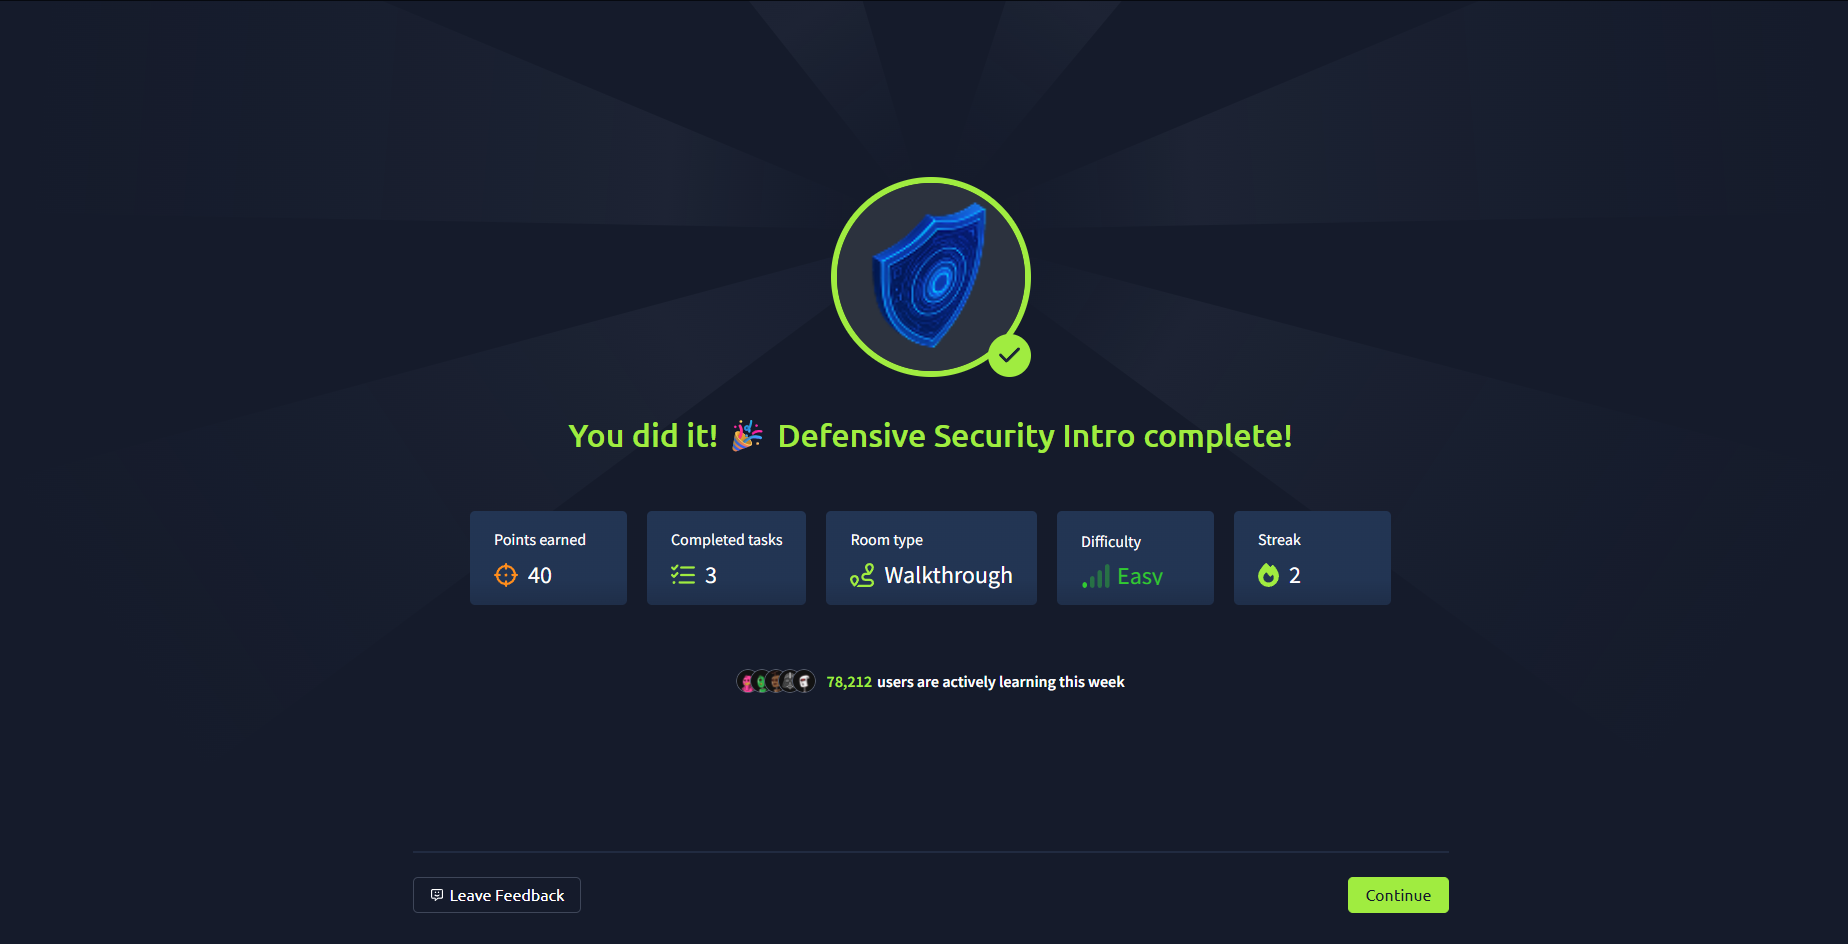 You did it! 🎉 Defensive Security Intro complete!
Points earned
40
Completed tasks
3
Room type
Walkthrough
Difficulty
Easy
Streak
2
78,212 users are actively learning this week
Leave Feedback
Continue